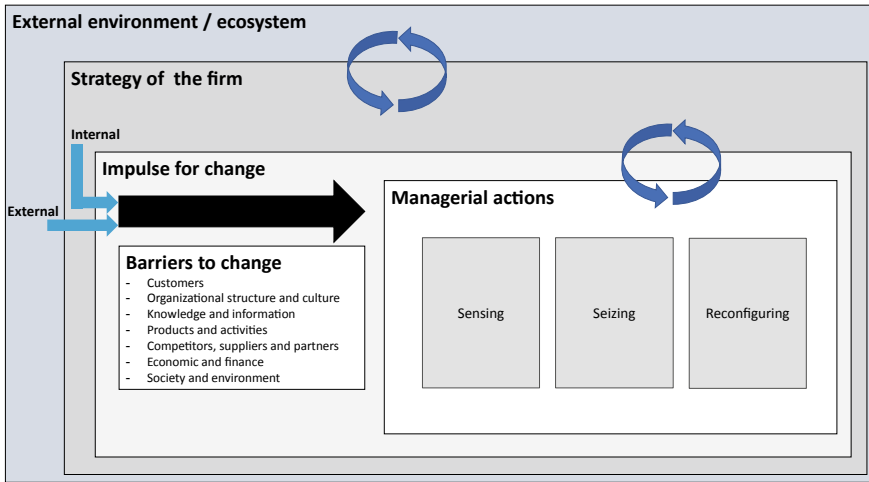 External environment / ecosystem
Strategy of the firm
Internal
External
Impulse for change
Barriers to change
- Customers
- Organizational structure and culture
- Knowledge and information
- Products and activities
- Competitors, suppliers and partners
- Economic and finance
- Society and environment
Managerial actions
Sensing
Seizing
Reconfiguring